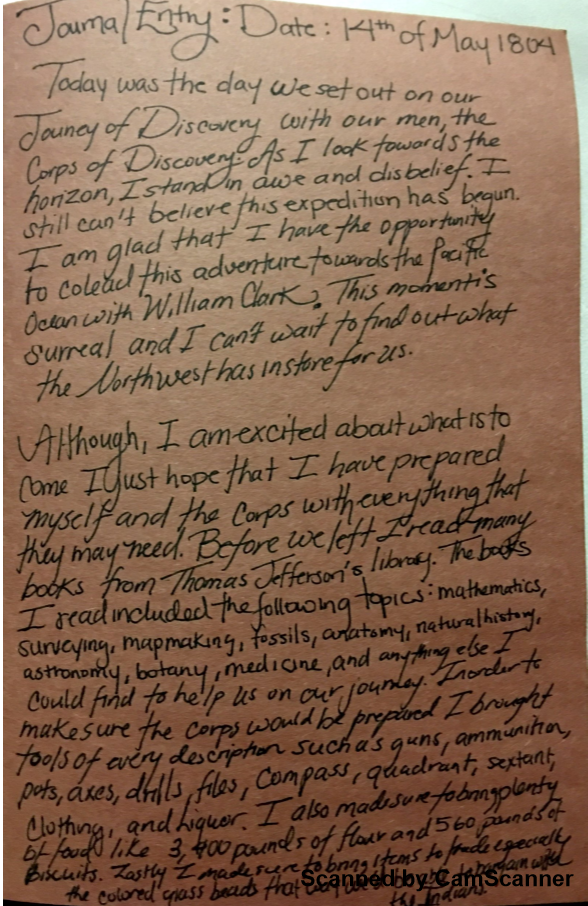 Journal Entry: Date: 14th of May 1804
Today was the day we set out on our
Jouney of Discovery with our men, the
Corps of Discovery. As I look towards the
horizon, I stand in awe and disbelief. I
still can't believe this expedition has begun.
I am glad that I have the opportunity
to colead this adventure towards the Pacific
Ocean with William Clark. This moment is
surreal and I can't wait to find out what
the Northwest has in store for us.
Although, I am excited about what is to
come I just hope that I have prepared
myself and the Corps with everything that
they may need. Before we left I read many
books from Thomas Jefferson's library. The books
I read included the following topics: mathematics,
surveying, mapmaking, fossils, anatomy, natural history,
astronomy, botany, medicine, and anything else I
could find to help us on our journey. In order to
make sure the corps would be prepared I brought
tools of every description such as guns, ammunition,
pots, axes, drills, files, compass, quadrant, sextant,
clothing, and liquor. I also made sure to bring plenty
of food like 3,400 pounds of flour and 560 pounds of
Biscuits. Lastly I made sure to bring items to trade especially
the colored glass beads that to bargain with
the Indians.
Scanned by CamScanner